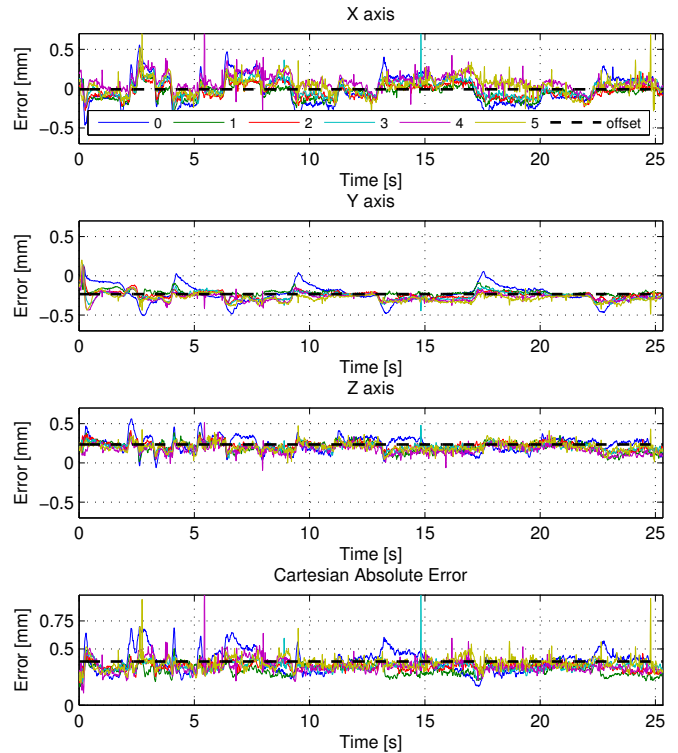 X axis
Error [mm]
0.5
0
−0.5
0 1 2 3 4 5 offset
0 5 10 15 20 25
Time [s]
Y axis
Error [mm]
0.5
0
−0.5
0 5 10 15 20 25
Time [s]
Z axis
Error [mm]
0.5
0
−0.5
0 5 10 15 20 25
Time [s]
Cartesian Absolute Error
Error [mm]
0.75
0.5
0
0 5 10 15 20 25
Time [s]